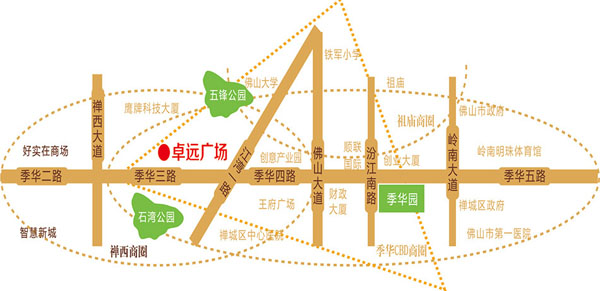 铁军小学
佛山大学
祖庙
五锋公园
鹰牌科技大厦
禅西大道
祖庙商圈
佛山市政府
好实在商场
卓远广场
江湾一路
创意产业园
佛山大道
顺联
国际
汾江南路
创业大厦
岭南大道
岭南明珠体育馆
季华二路
季华三路
季华四路
季华五路
石湾公园
王府广场
财政
大厦
季华园
禅城区政府
智慧新城
禅西商圈
禅城区中心医院
季华CBD商圈
佛山市第一医院